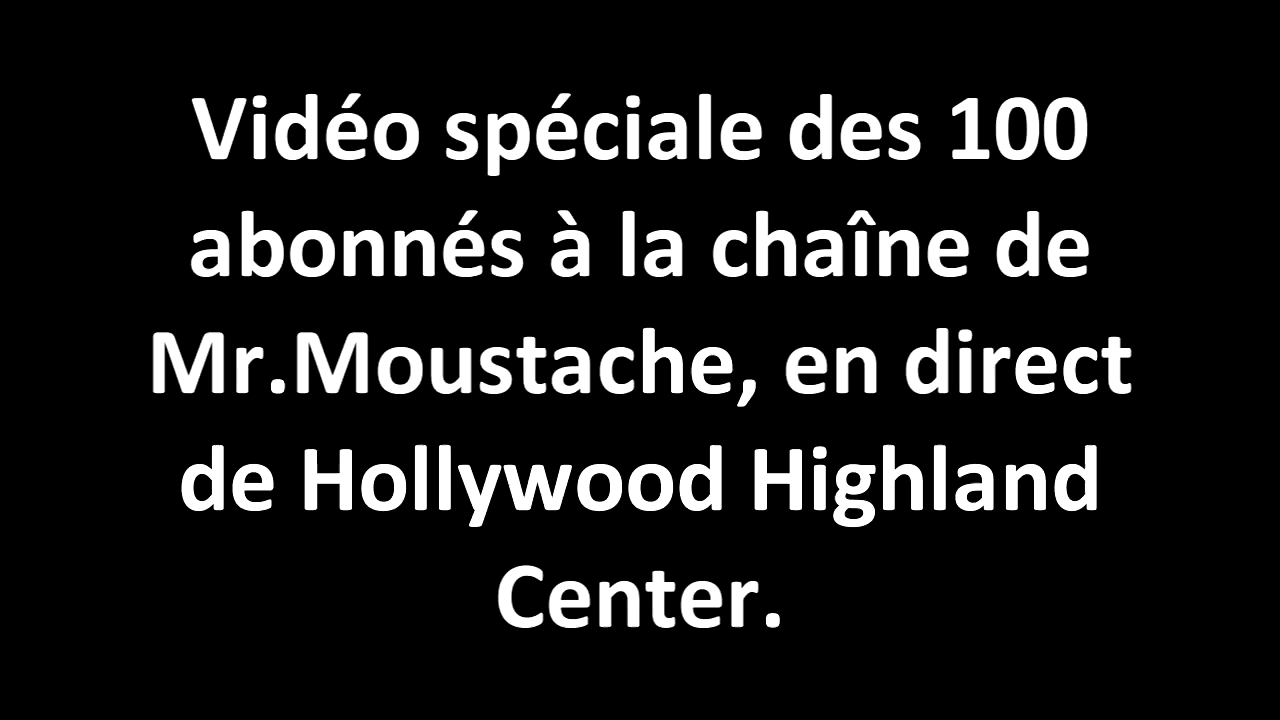 Vidéo spéciale des 100
abonnés à la chaîne de
Mr.Moustache, en direct
de Hollywood Highland
Center.